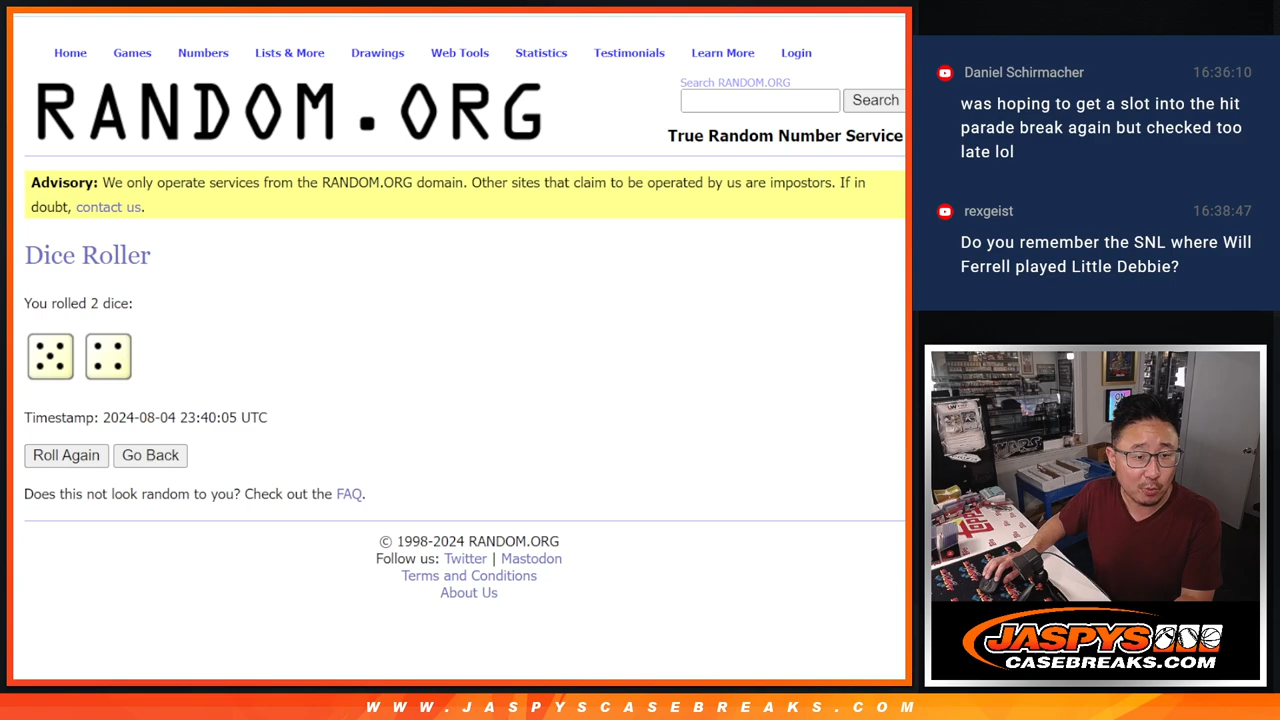 Home Games Numbers Lists & More Drawings Web Tools Statistics Testimonials Learn More Login
RANDOM.ORG
Search RANDOM.ORG
Search
True Random Number Service
Advisory: We only operate services from the RANDOM.ORG domain. Other sites that claim to be operated by us are impostors. If in
doubt, contact us.
Dice Roller
You rolled 2 dice:
Timestamp: 2024-08-04 23:40:05 UTC
Roll Again Go Back
Does this not look random to you? Check out the FAQ.
© 1998-2024 RANDOM.ORG
Follow us: Twitter | Mastodon
Terms and Conditions
About Us
Daniel Schirmacher 16:36:10
was hoping to get a slot into the hit
parade break again but checked too
late lol
rexgeist 16:38:47
Do you remember the SNL where Will
Ferrell played Little Debbie?
JASPYS
CASEBREAKS.COM
WWW.JASPYSCASEBREAKS.COM